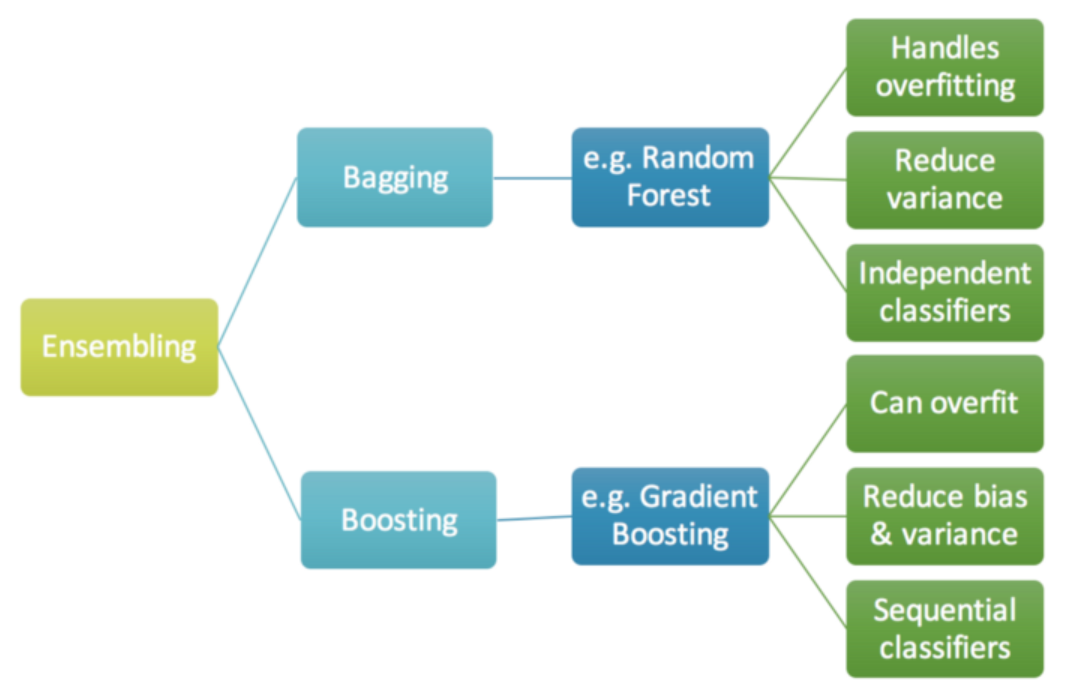 Ensembling
Bagging
e.g. Random
Forest
Handles
overfitting
Reduce
variance
Independent
classifiers
Boosting
e.g. Gradient
Boosting
Can overfit
Reduce bias
& variance
Sequential
classifiers